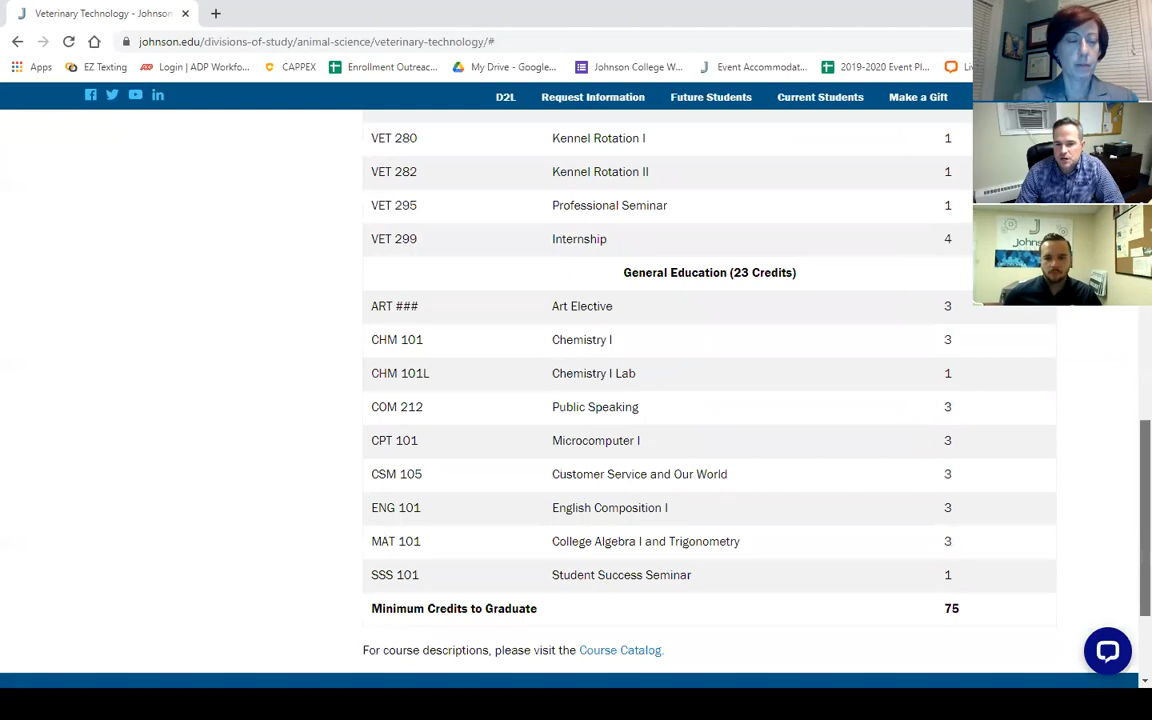 Veterinary Technology - Johnson
johnson.edu/divisions-of-study/animal-science/veterinary-technology/#
Apps EZ Texting Login | ADP Workfo... CAPPEX Enrollment Outreac... My Drive - Google... Johnson College W... Event Accommodat... 2019-2020 Event Pl...
D2L Request Information Future Students Current Students Make a Gift
VET 280 Kennel Rotation I 1
VET 282 Kennel Rotation II 1
VET 295 Professional Seminar 1
VET 299 Internship 4
General Education (23 Credits)
ART ### Art Elective 3
CHM 101 Chemistry I 3
CHM 101L Chemistry I Lab 1
COM 212 Public Speaking 3
CPT 101 Microcomputer I 3
CSM 105 Customer Service and Our World 3
ENG 101 English Composition I 3
MAT 101 College Algebra I and Trigonometry 3
SSS 101 Student Success Seminar 1
Minimum Credits to Graduate 75
For course descriptions, please visit the Course Catalog.